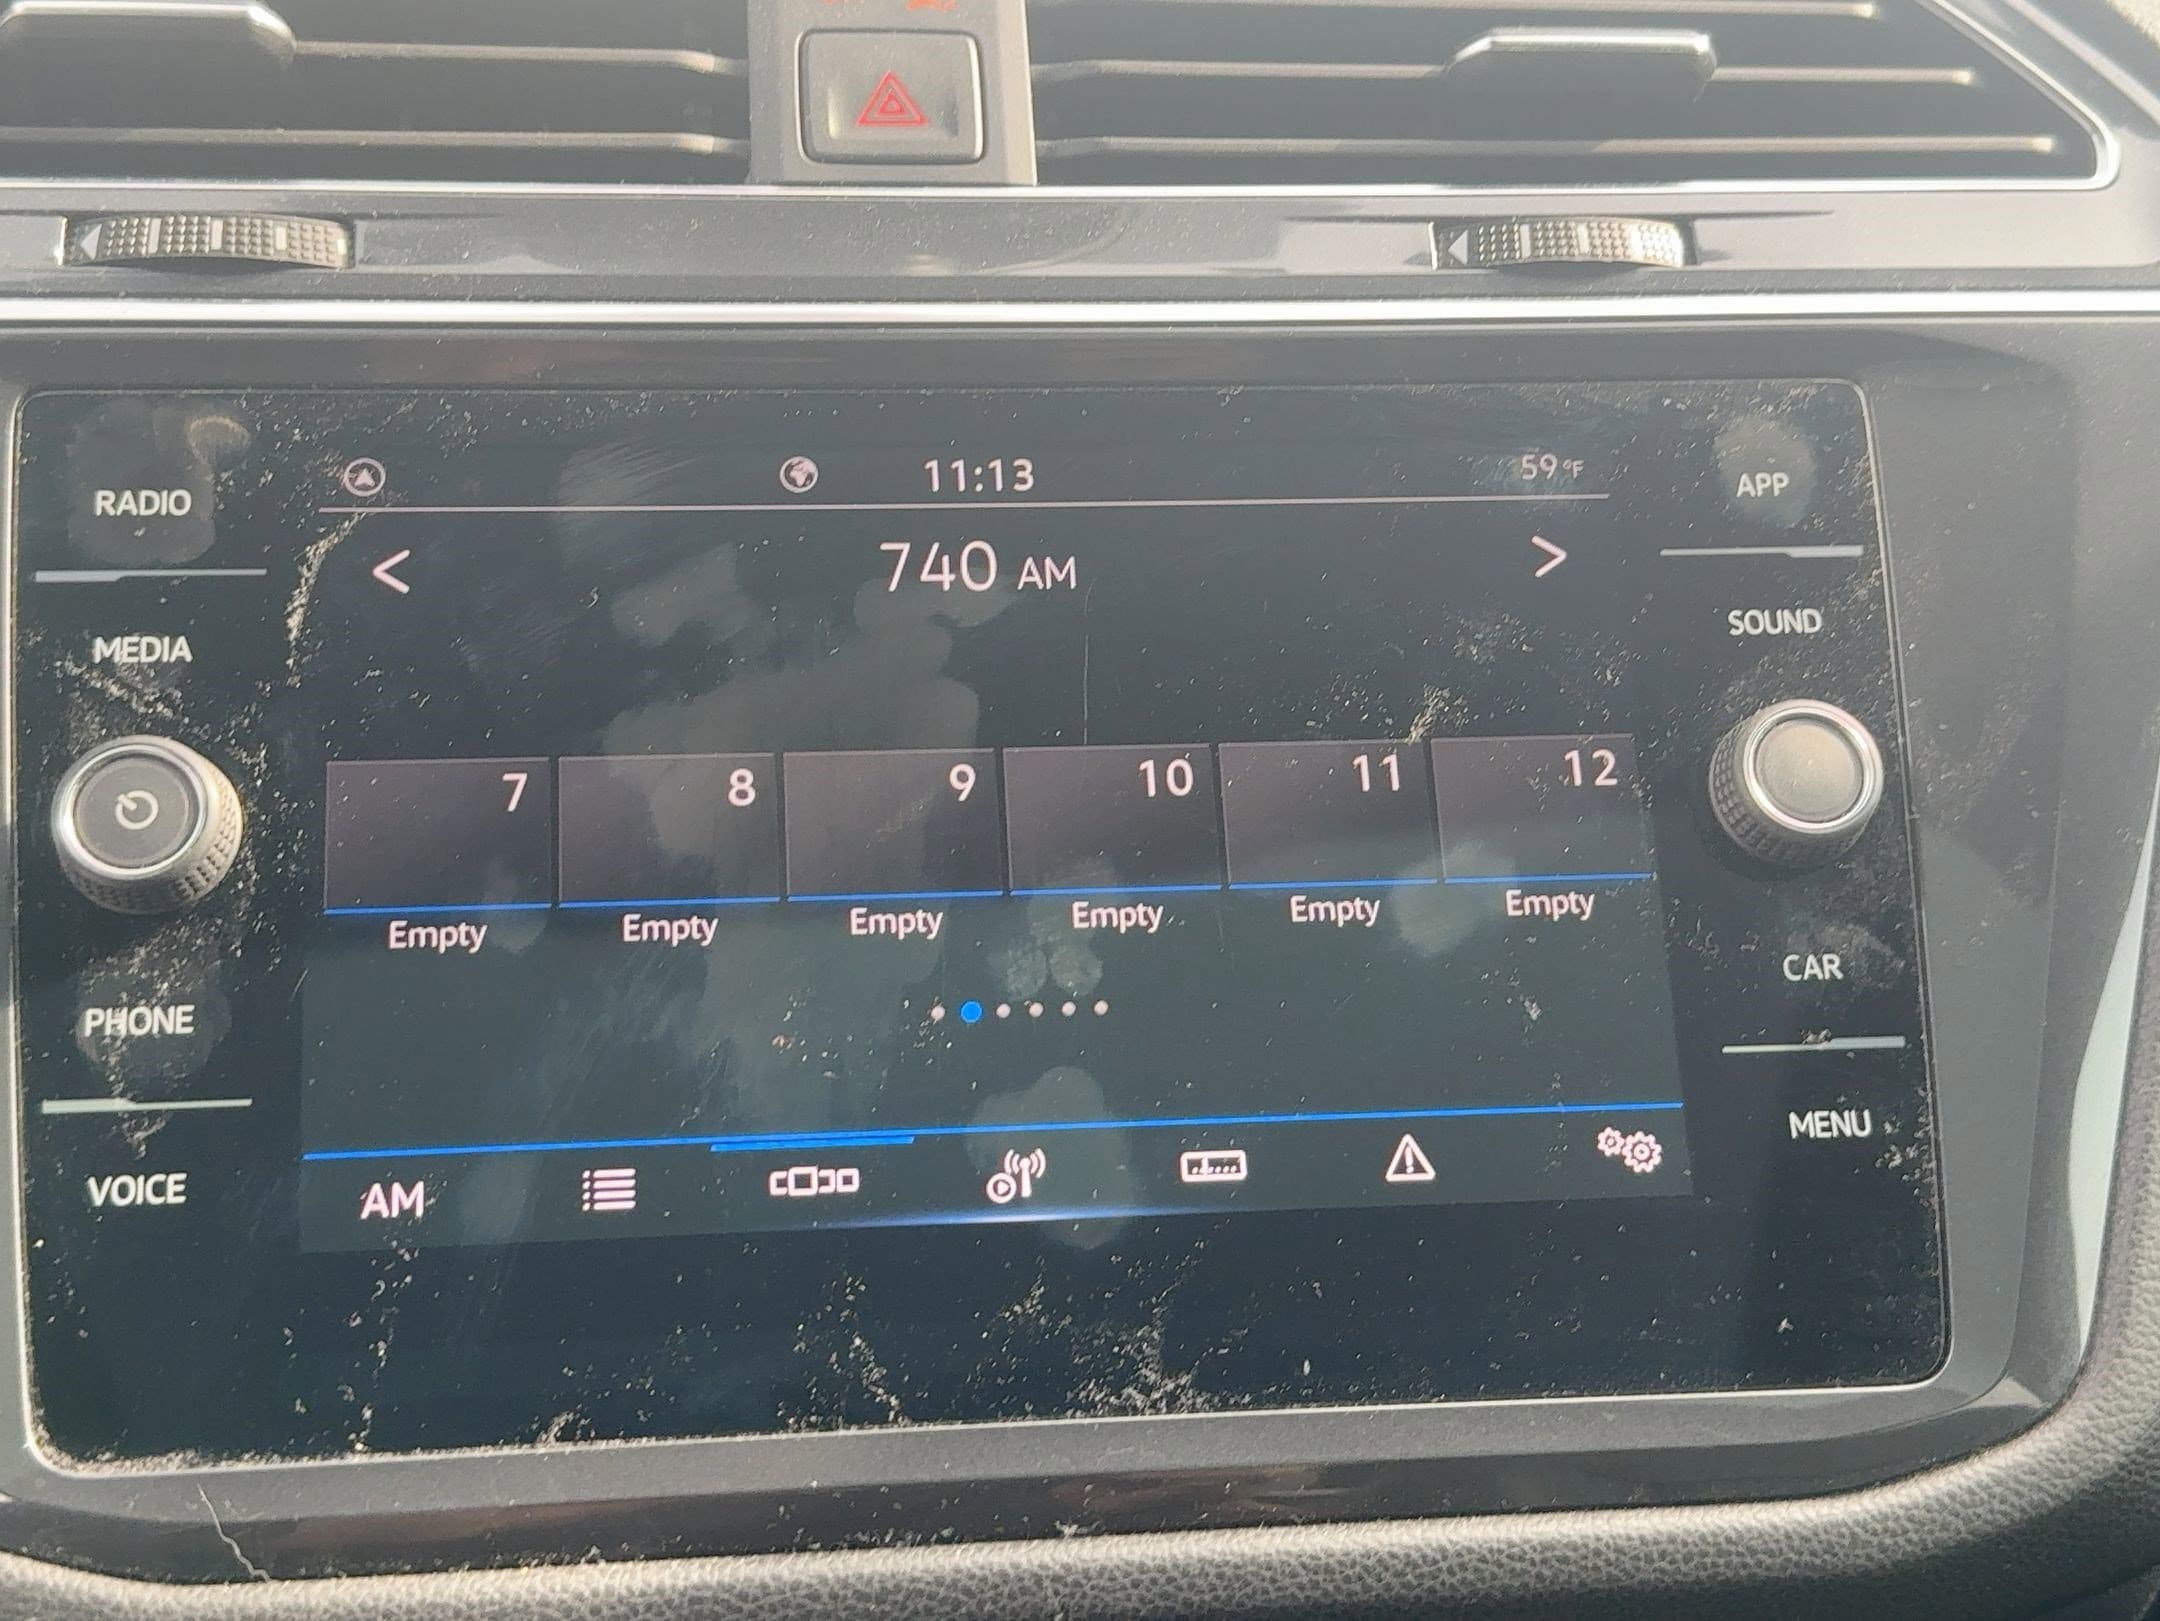 11:13
59°F
RADIO
APP
< 740 AM >
MEDIA
SOUND
7 8 9 10 11 12
Empty Empty Empty Empty Empty Empty
PHONE
CAR
VOICE
AM
MENU